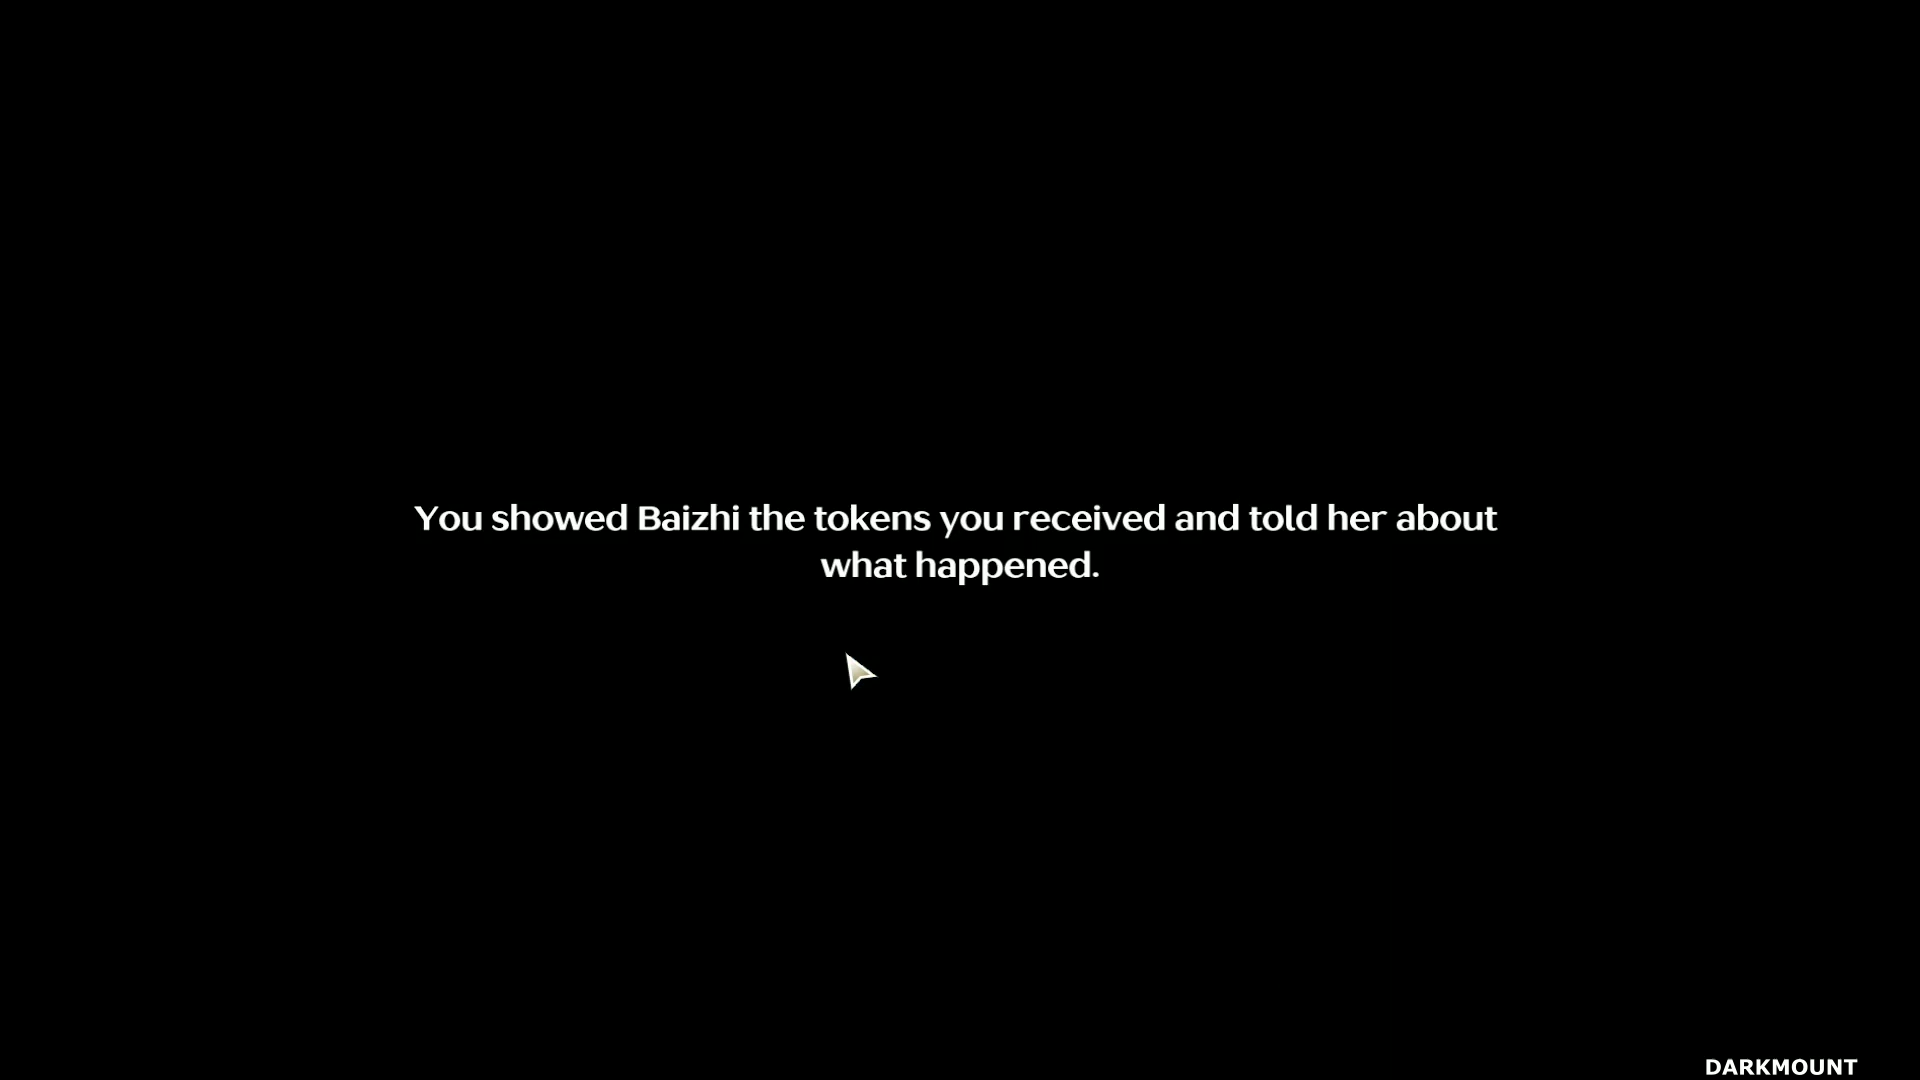 You showed Baizhi the tokens you received and told her about
what happened.
DARKMOUNT